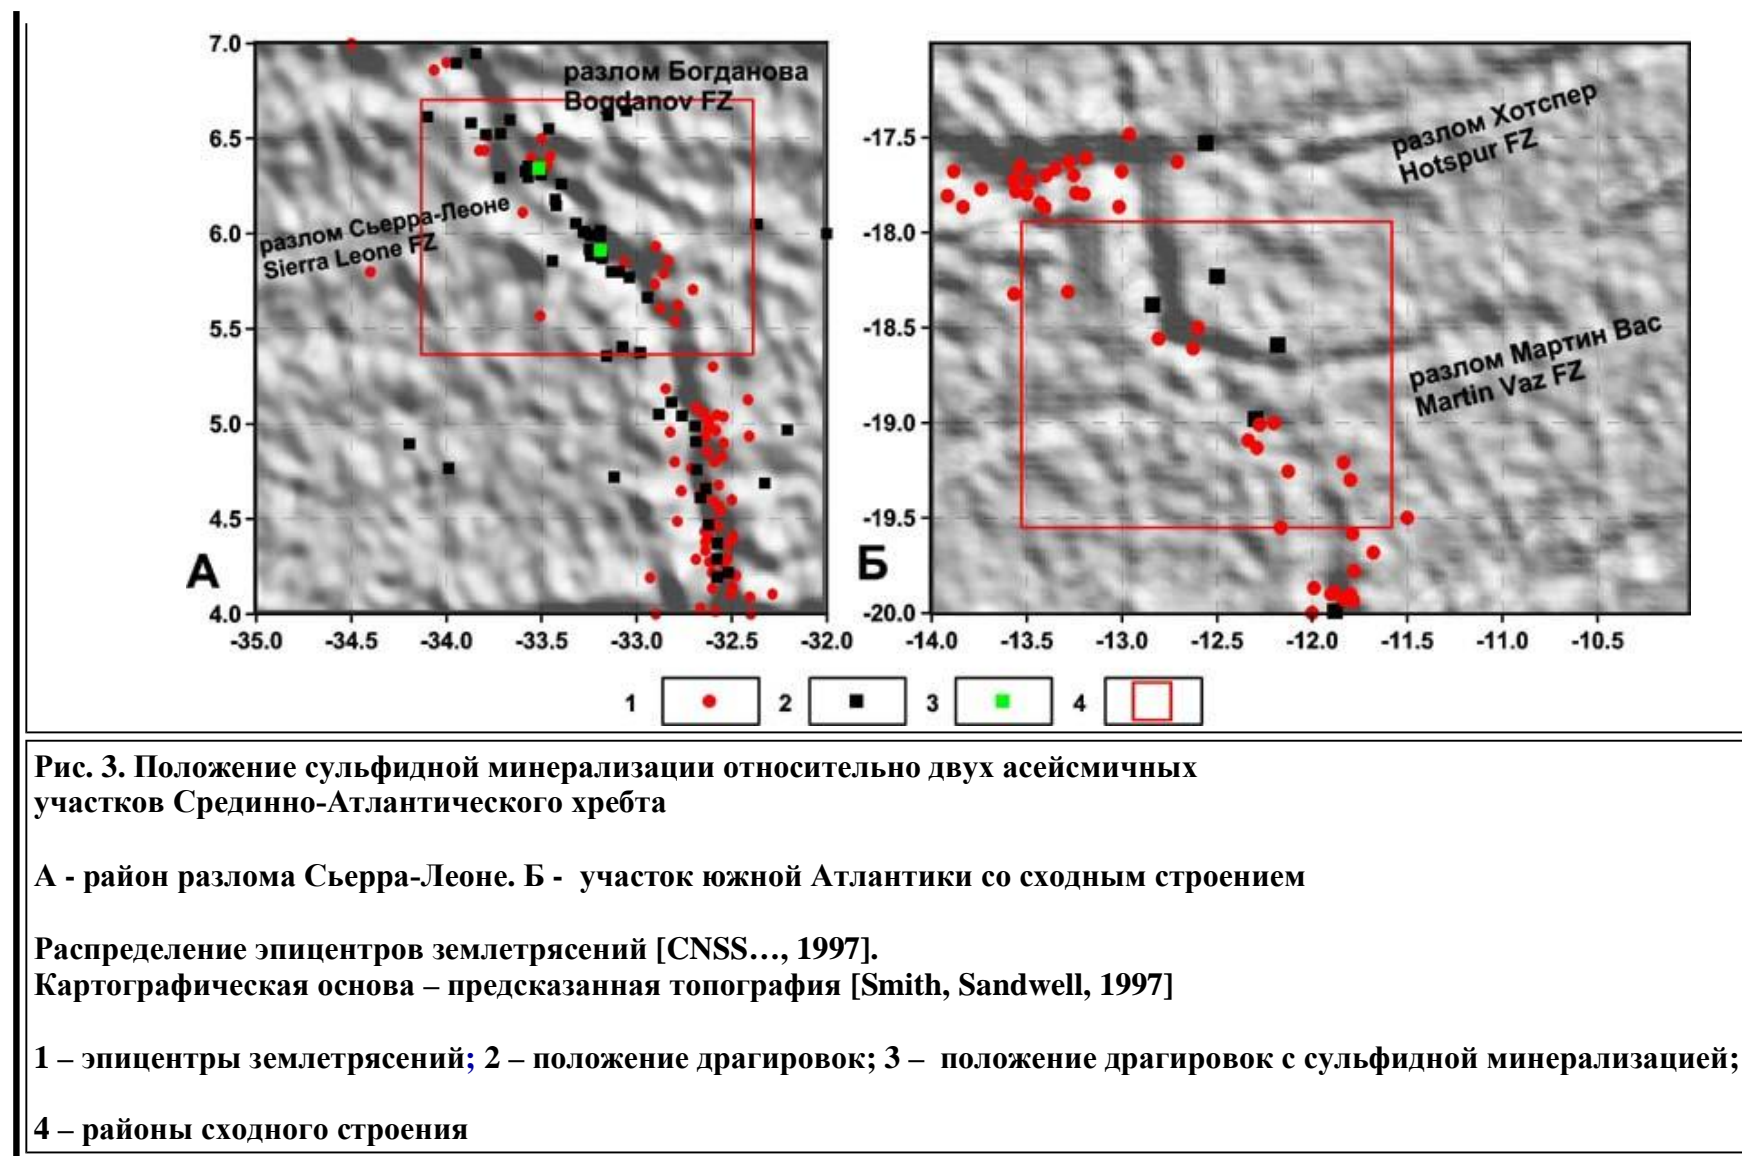 7.0
6.5
6.0
5.5
5.0
4.5
4.0
-35.0 -34.5 -34.0 -33.5 -33.0 -32.5 -32.0
разлом Богданова
Bogdanov FZ
разлом Сьерра-Леоне
Sierra Leone FZ
А
-17.5
-18.0
-18.5
-19.0
-19.5
-20.0
-14.0 -13.5 -13.0 -12.5 -12.0 -11.5 -11.0 -10.5
разлом Хотспер
Hotspur FZ
разлом Мартин Вас
Martin Vaz FZ
Б
1 2 3 4
Рис. 3. Положение сульфидной минерализации относительно двух асейсмичных
участков Срединно-Атлантического хребта
А - район разлома Сьерра-Леоне. Б - участок южной Атлантики со сходным строением
Распределение эпицентров землетрясений [CNSS…, 1997].
Картографическая основа – предсказанная топография [Smith, Sandwell, 1997]
1 – эпицентры землетрясений; 2 – положение драгировок; 3 – положение драгировок с сульфидной минерализацией;
4 – районы сходного строения